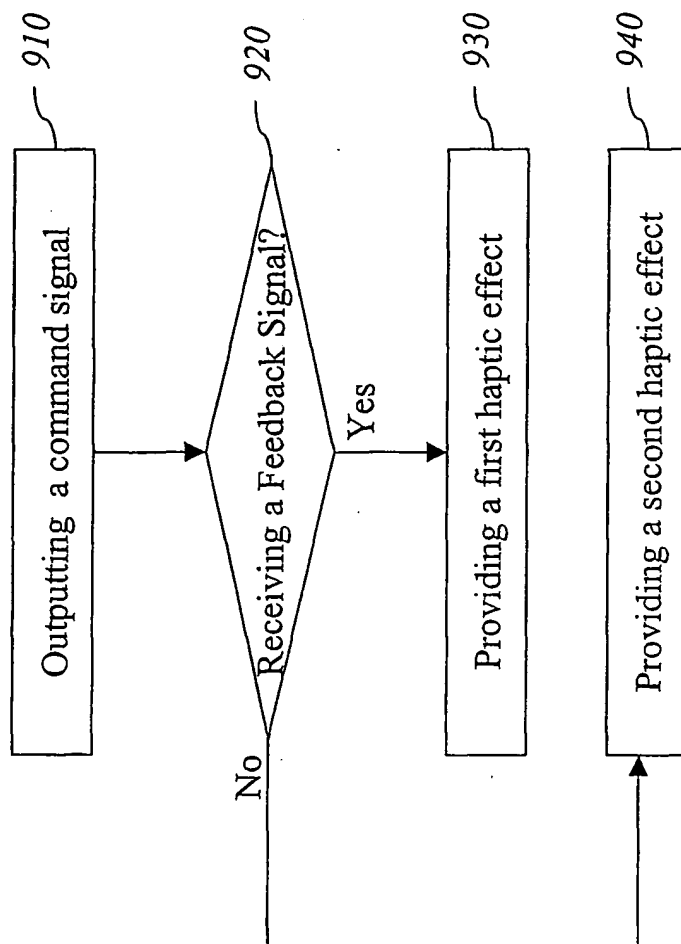 Outputting a command signal
910
Receiving a Feedback Signal?
920
No
Yes
Providing a first haptic effect
930
Providing a second haptic effect
940